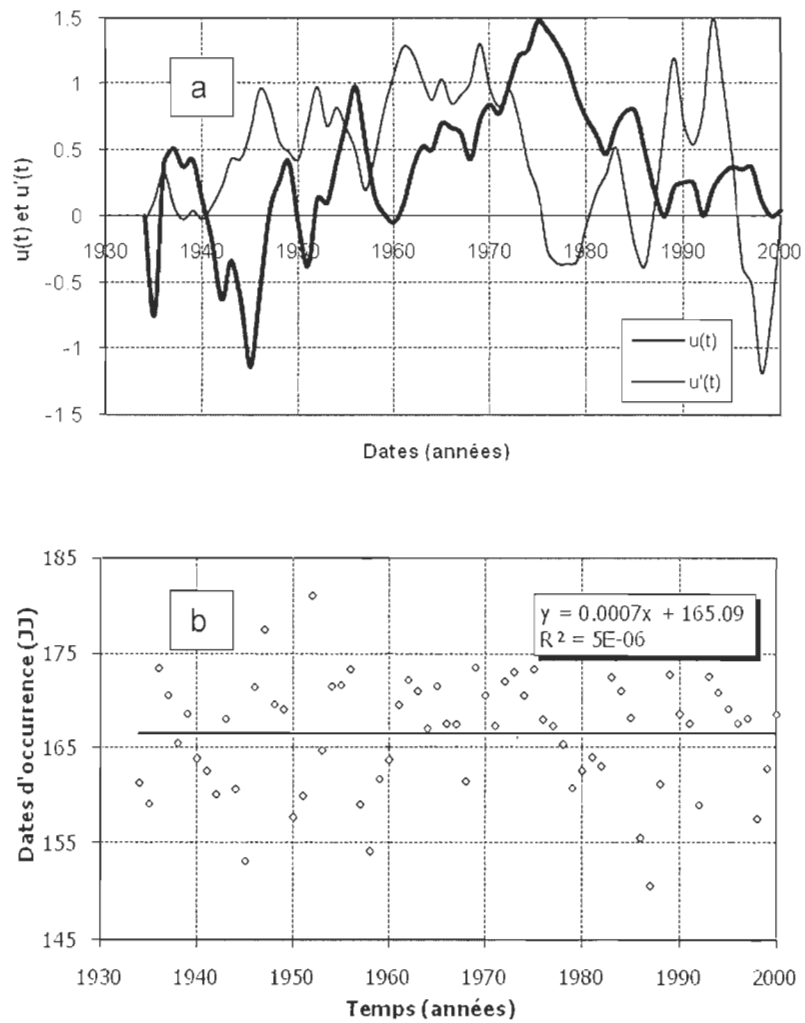 1.5
1
0.5
0
-0.5
-1
-1 5
u(t) et u'(t)
a
1930
1940
1950
1960
1970
1980
1990
2000
u(t)
u'(t)
Dates (années)
185
175
165
155
145
Dates d'occurrence (JJ)
b
y = 0.0007x + 165.09
R² = 5E-06
1930
1940
1950
1960
1970
1980
1990
2000
Temps (années)